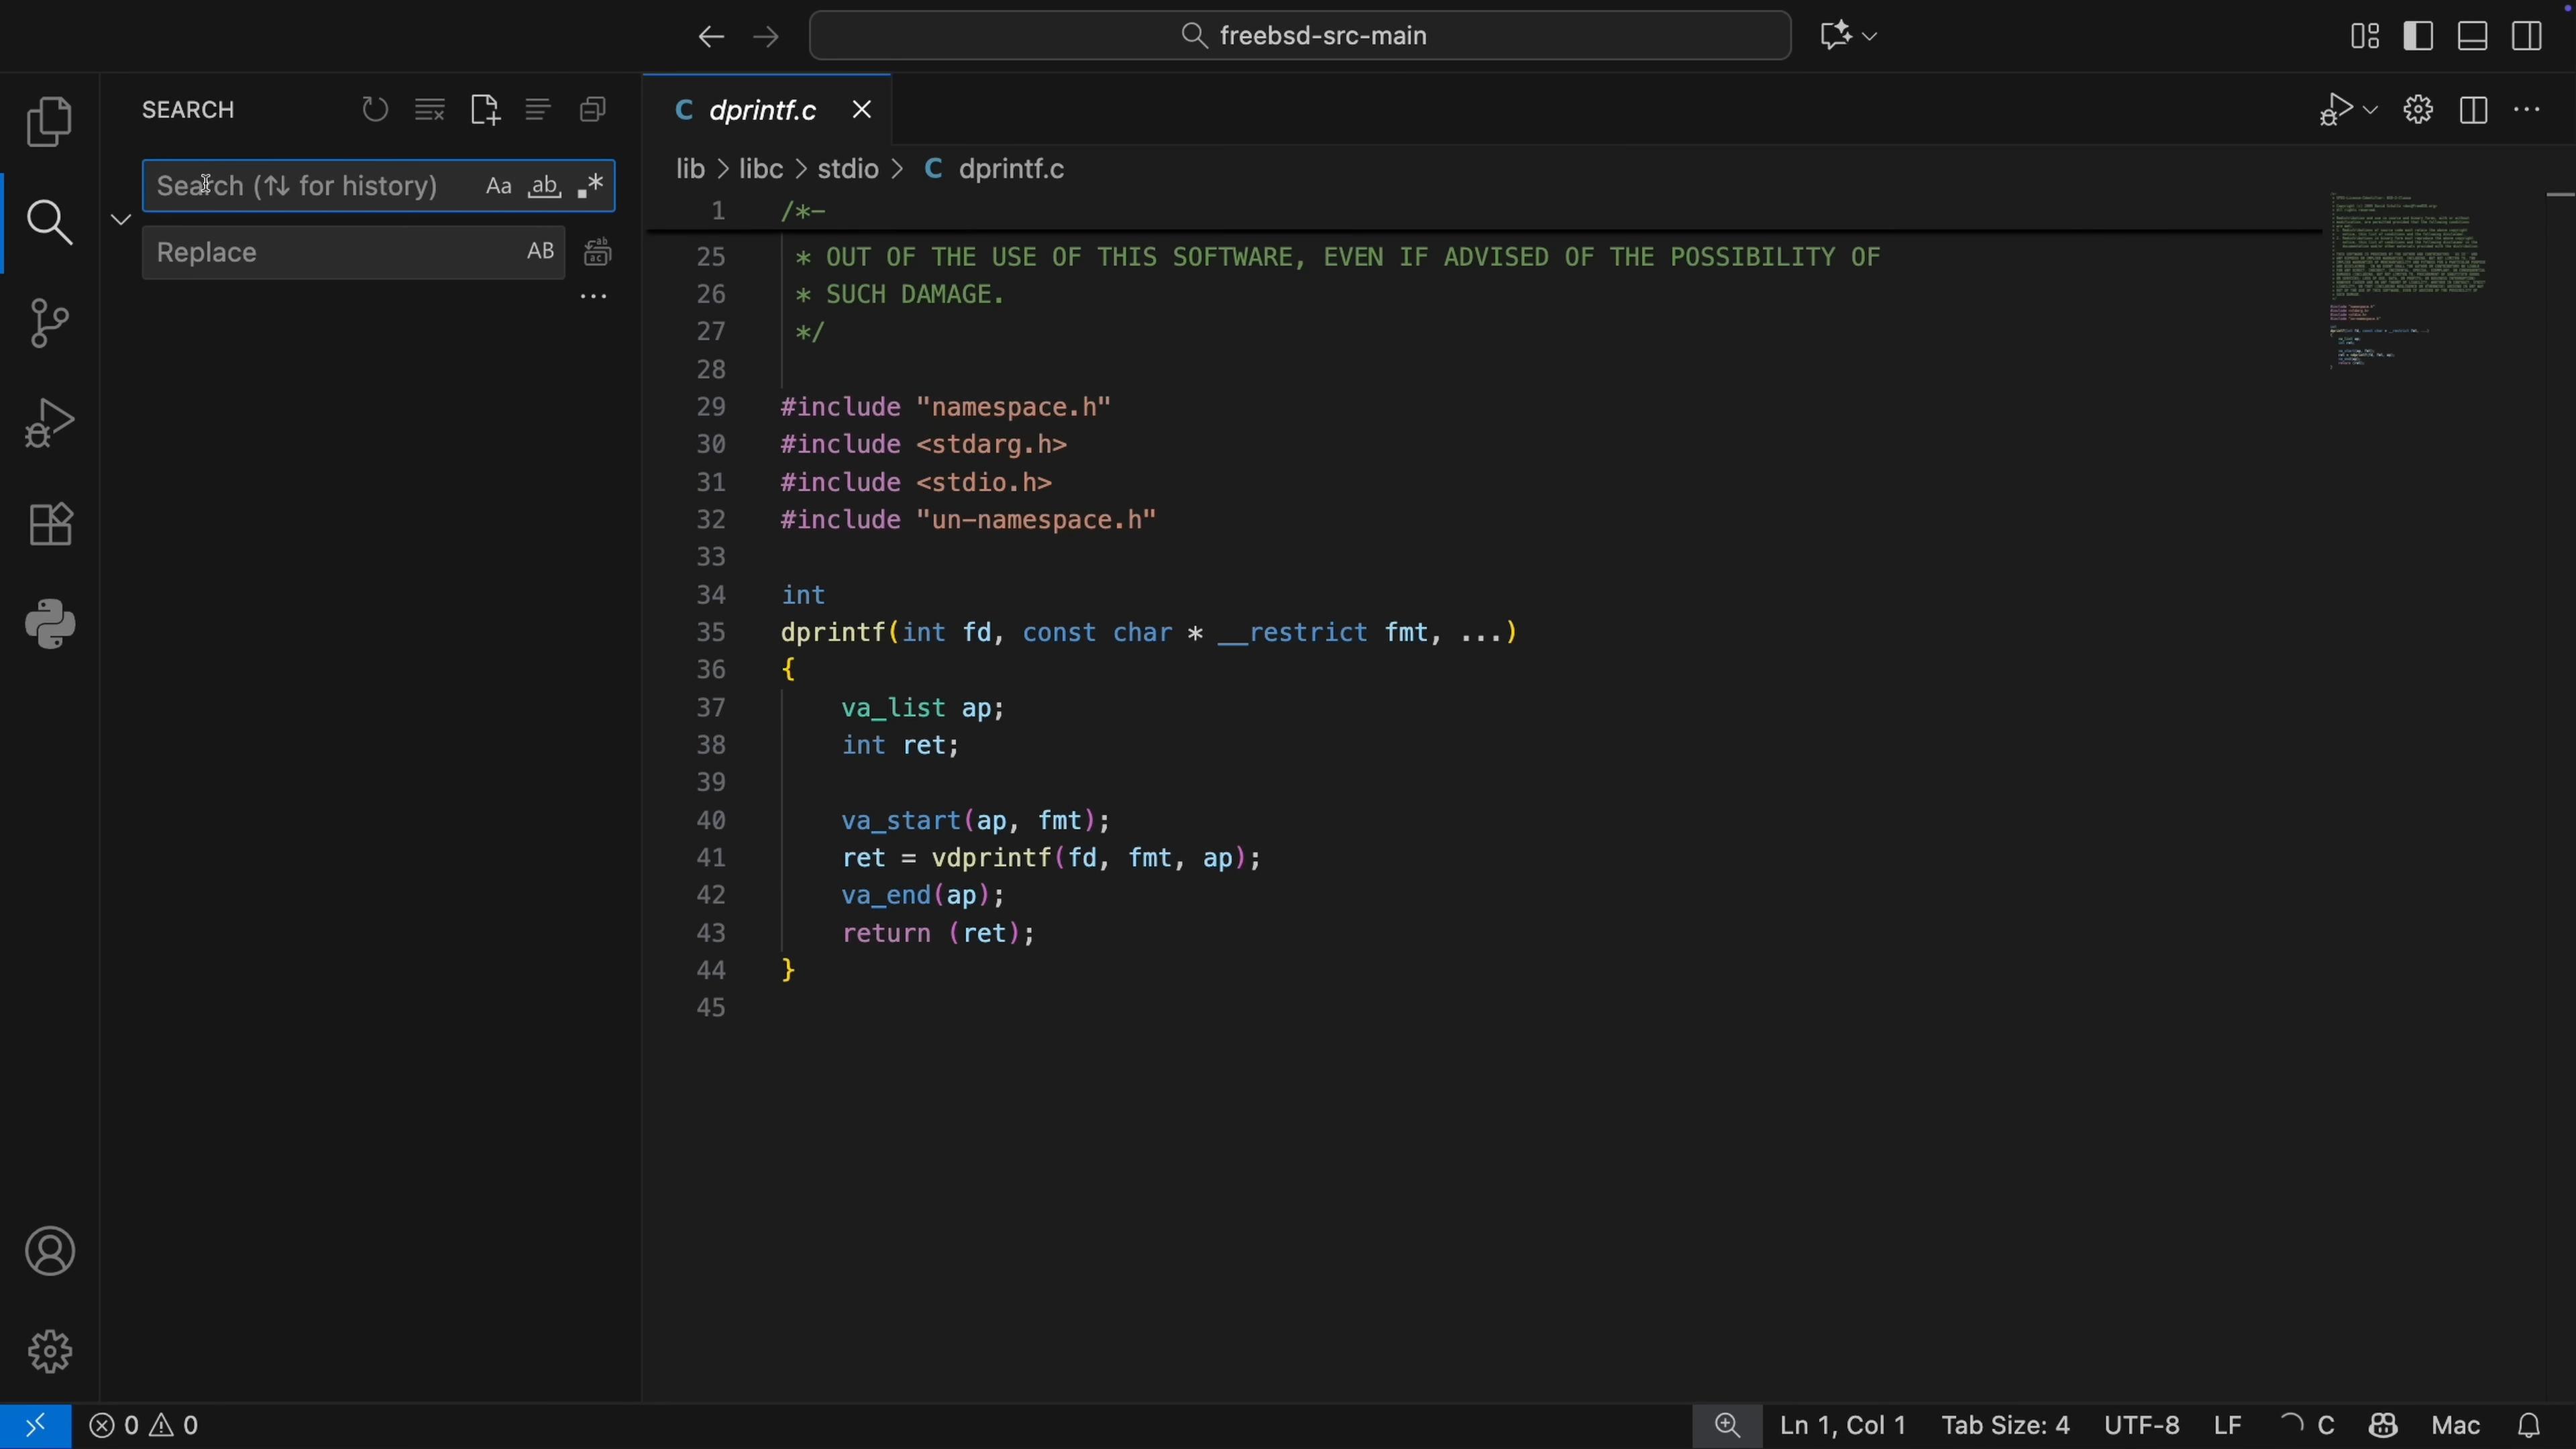 freebsd-src-main
SEARCH
Search (↑↓ for history)
Aa
ab
.*
Replace
AB
C dprintf.c
lib > libc > stdio > C dprintf.c
1 /*-
25 * OUT OF THE USE OF THIS SOFTWARE, EVEN IF ADVISED OF THE POSSIBILITY OF
26 * SUCH DAMAGE.
27 */
28
29 #include "namespace.h"
30 #include <stdarg.h>
31 #include <stdio.h>
32 #include "un-namespace.h"
33
34 int
35 dprintf(int fd, const char * __restrict fmt, ...)
36 {
37 va_list ap;
38 int ret;
39
40 va_start(ap, fmt);
41 ret = vdprintf(fd, fmt, ap);
42 va_end(ap);
43 return (ret);
44 }
45
0 0
Ln 1, Col 1
Tab Size: 4
UTF-8
LF
C
Mac